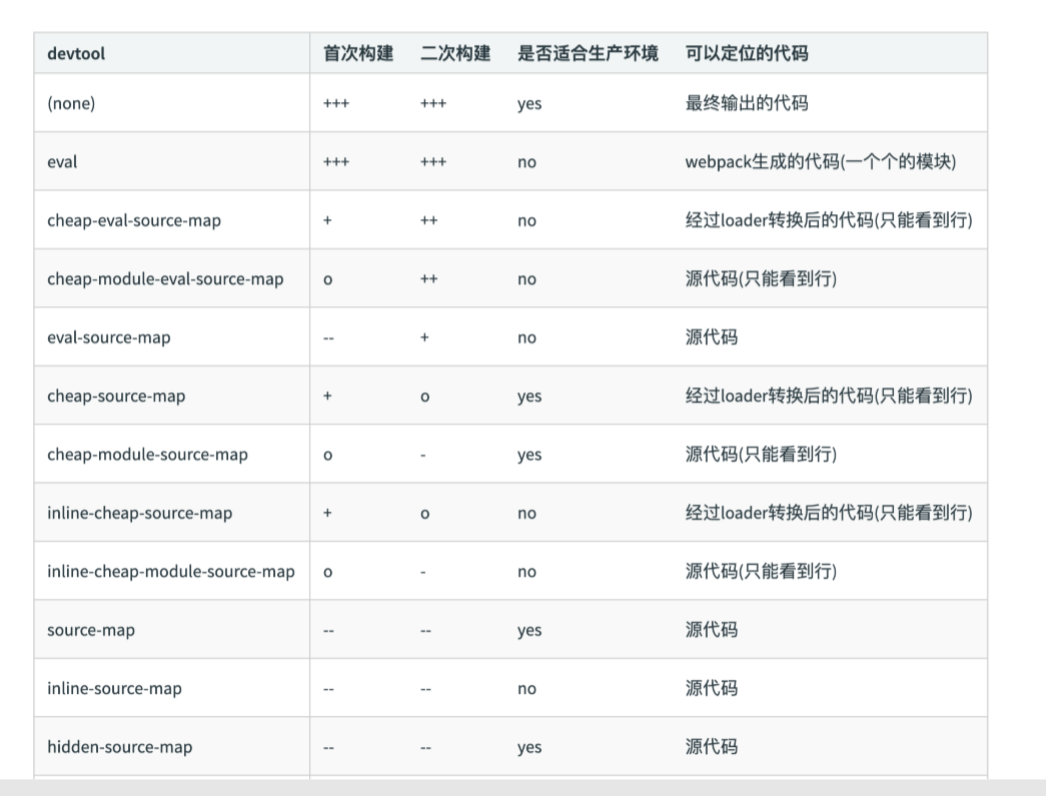 devtool 首次构建 二次构建 是否适合生产环境 可以定位的代码
(none) +++ +++ yes 最终输出的代码
eval +++ +++ no webpack生成的代码(一个个的模块)
cheap-eval-source-map + ++ no 经过loader转换后的代码(只能看到行)
cheap-module-eval-source-map o ++ no 源代码(只能看到行)
eval-source-map -- + no 源代码
cheap-source-map + o yes 经过loader转换后的代码(只能看到行)
cheap-module-source-map o - yes 源代码(只能看到行)
inline-cheap-source-map + o no 经过loader转换后的代码(只能看到行)
inline-cheap-module-source-map o - no 源代码(只能看到行)
source-map -- -- yes 源代码
inline-source-map -- -- no 源代码
hidden-source-map -- -- yes 源代码